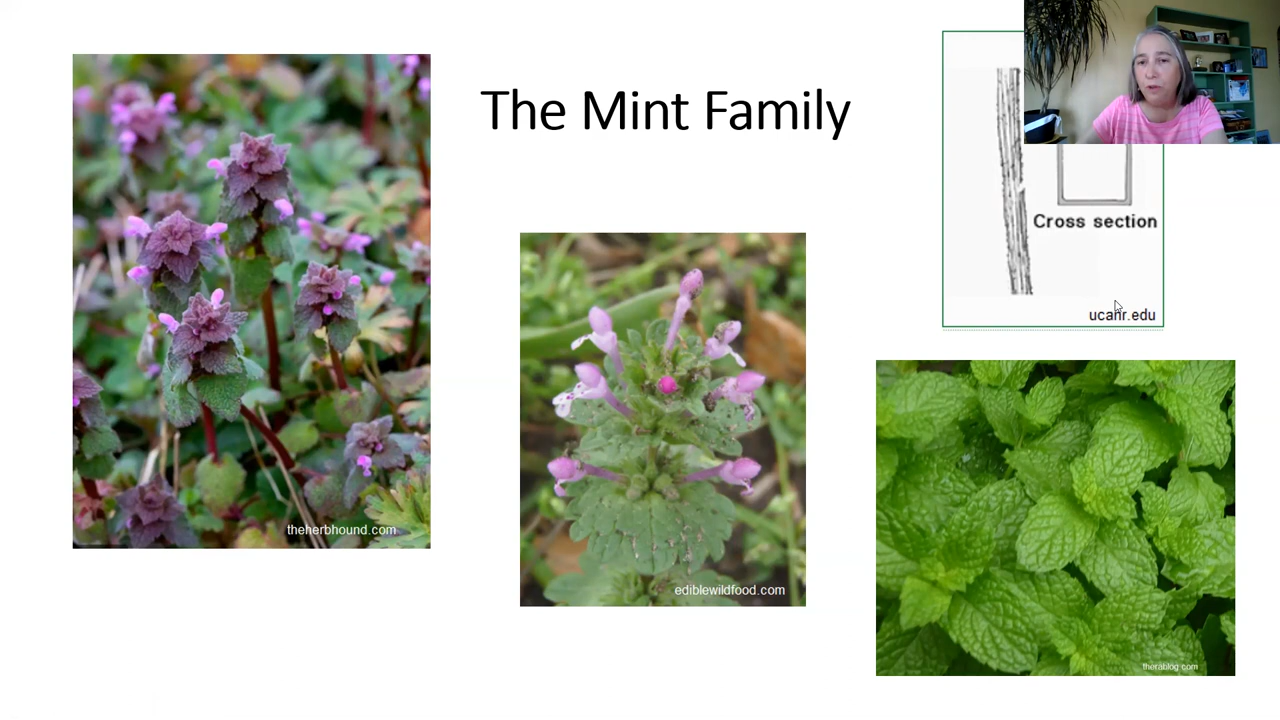 The Mint Family
Cross section
ucanr.edu
theherbhound.com
ediblewildfood.com
therablog.com